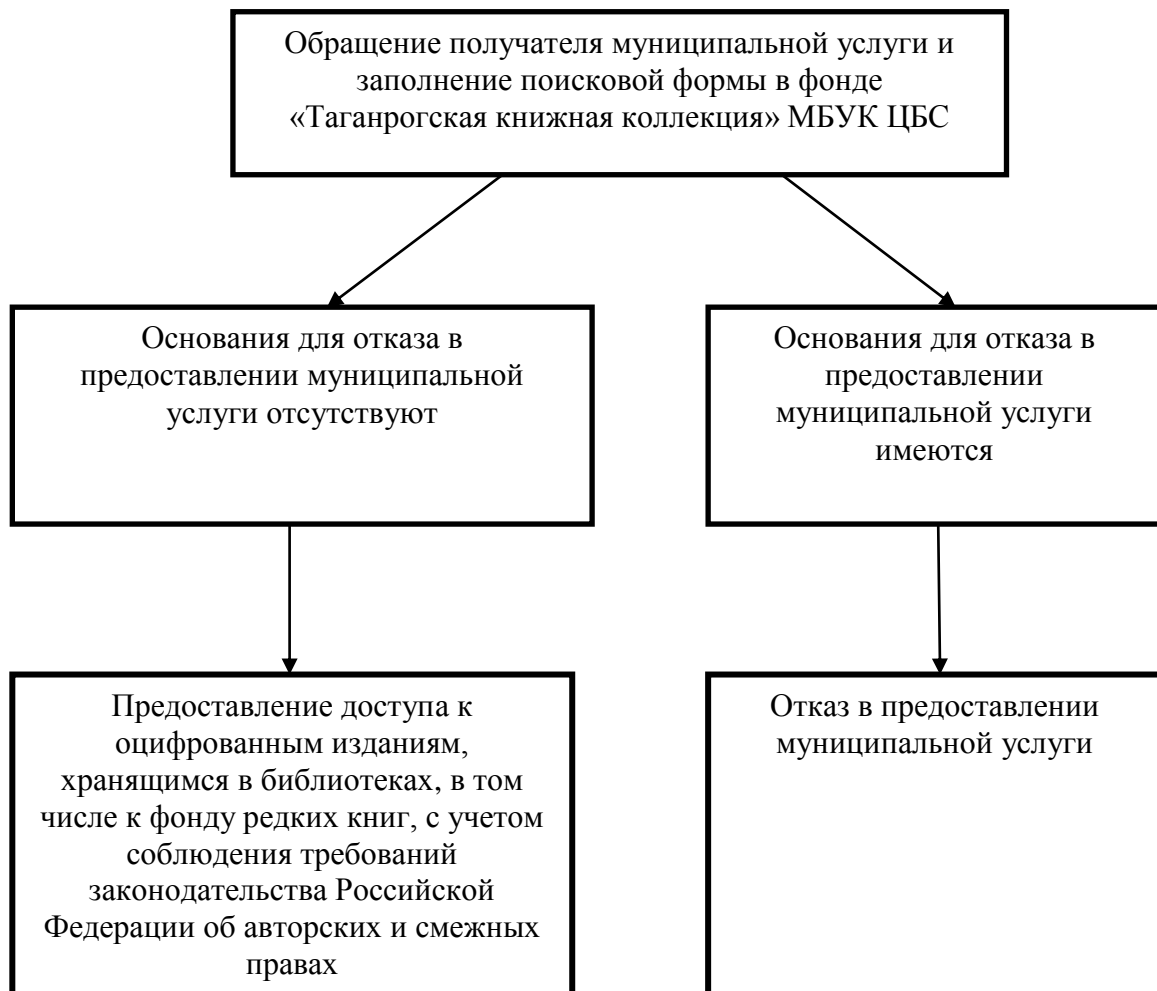 Обращение получателя муниципальной услуги и
заполнение поисковой формы в фонде
«Таганрогская книжная коллекция» МБУК ЦБС
Основания для отказа в
предоставлении муниципальной
услуги отсутствуют
Основания для отказа в
предоставлении
муниципальной услуги
имеются
Предоставление доступа к
оцифрованным изданиям,
хранящимся в библиотеках, в том
числе к фонду редких книг, с учетом
соблюдения требований
законодательства Российской
Федерации об авторских и смежных
правах
Отказ в предоставлении
муниципальной услуги